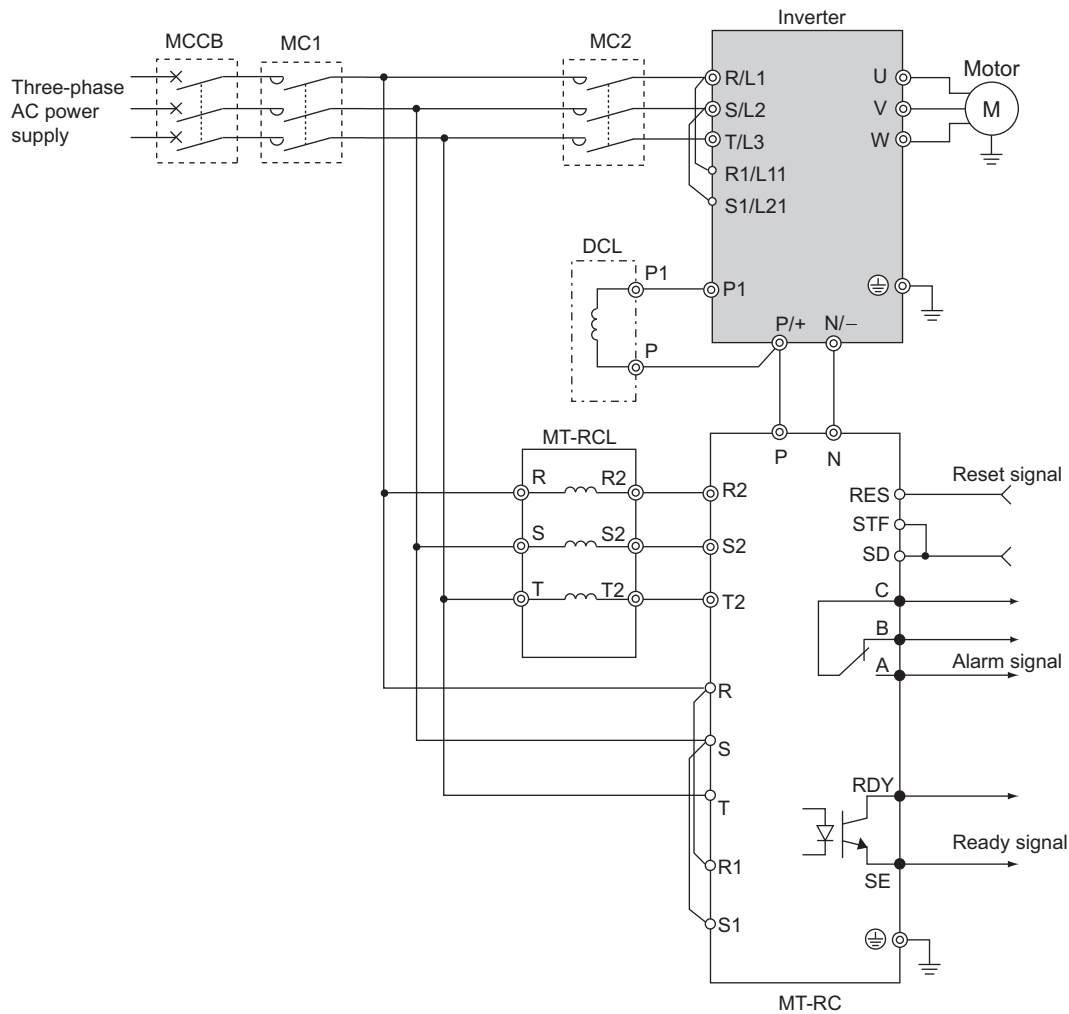 Inverter
MCCB
MC1
MC2
Three-phase
AC power
supply
R/L1
S/L2
T/L3
R1/L11
S1/L21
U
V
W
Motor
M
DCL
P1
P
P1
P/+
N/−
MT-RCL
R
R2
S
S2
T
T2
P
N
R2
S2
T2
R
S
T
R1
S1
RES
STF
SD
C
B
A
RDY
SE
Reset signal
Alarm signal
Ready signal
MT-RC